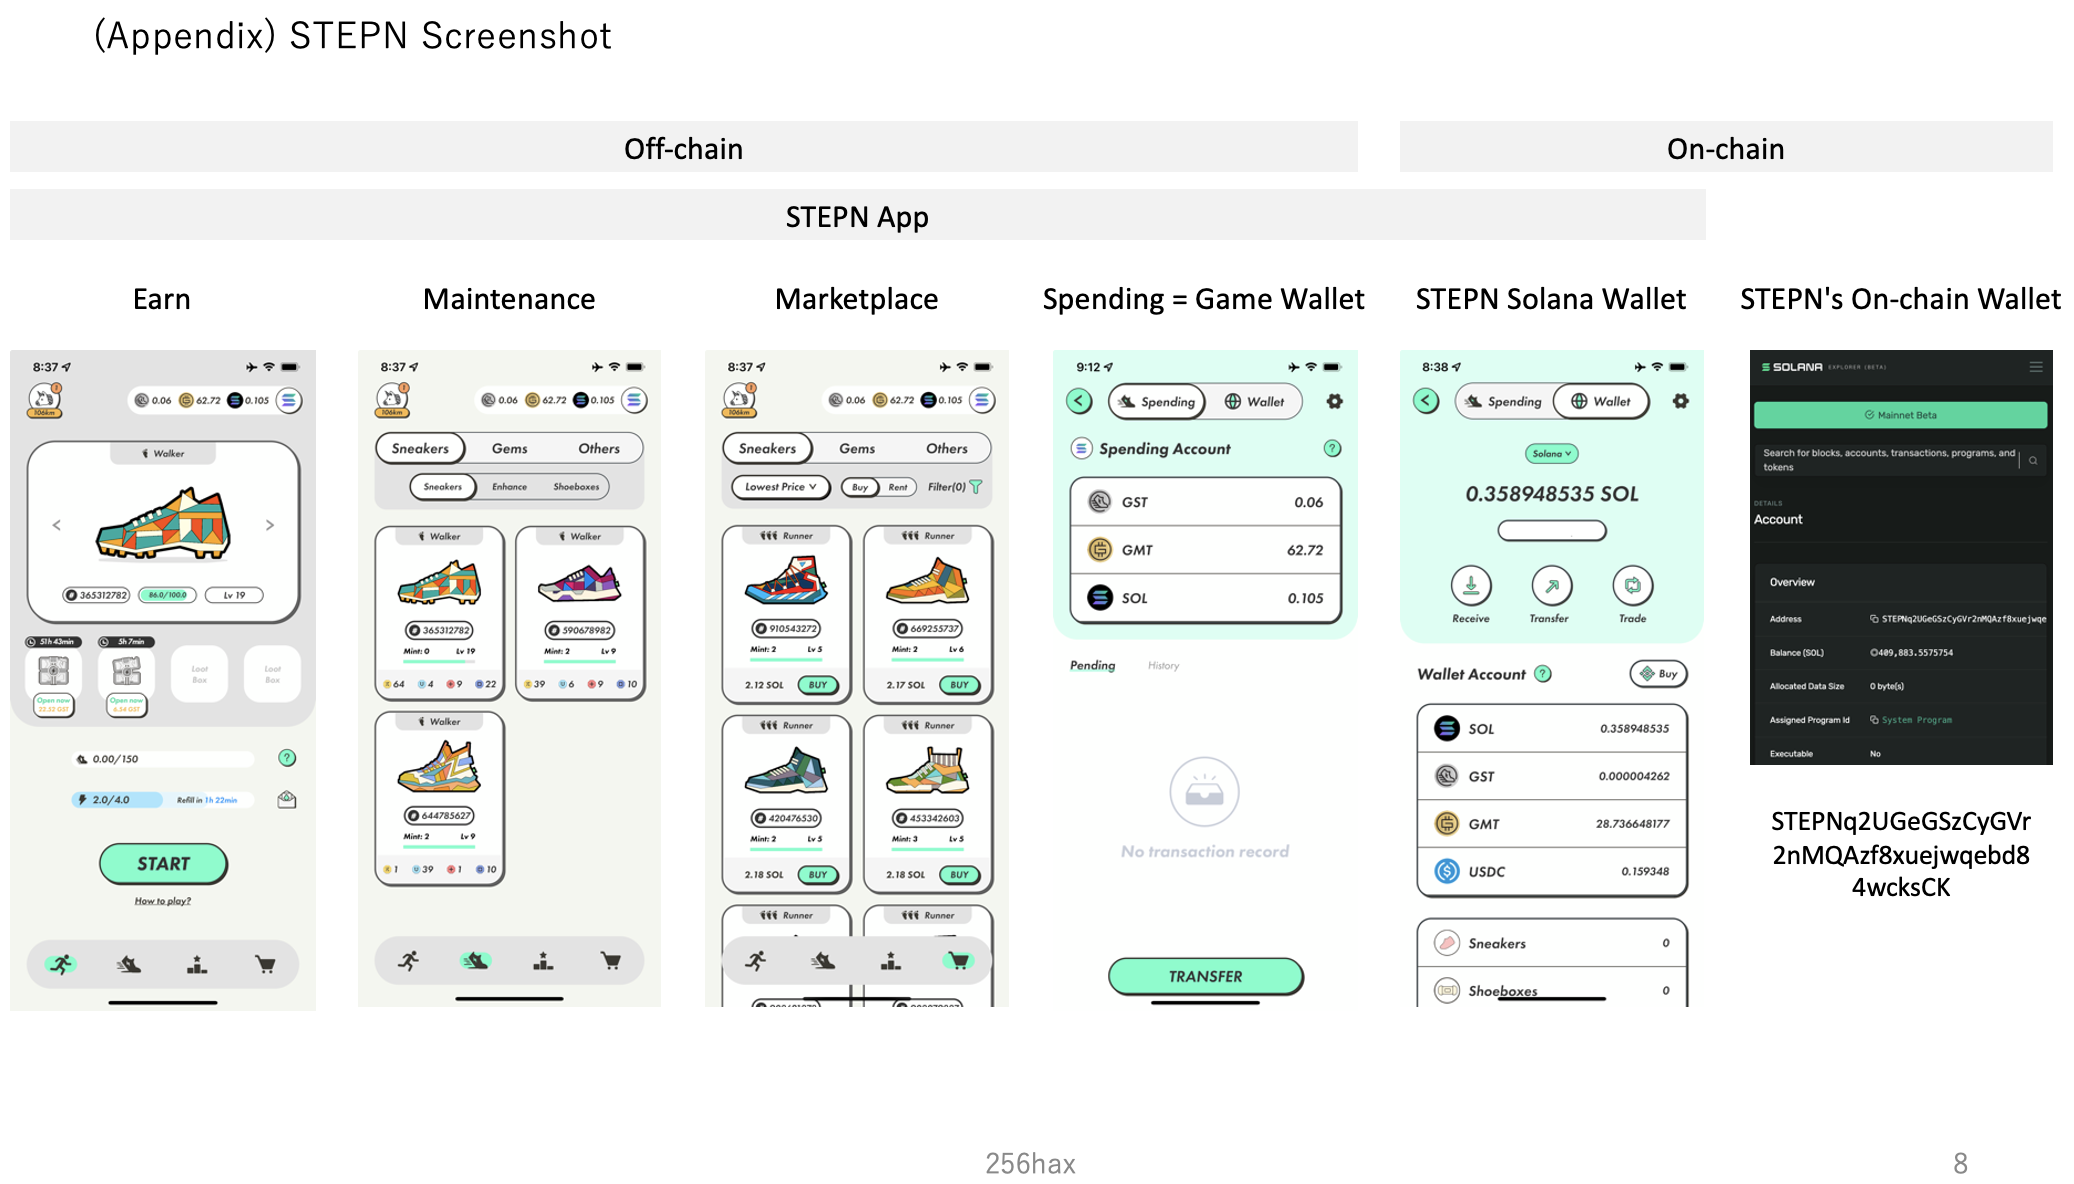 (Appendix) STEPN Screenshot
Off-chain
On-chain
STEPN App
Earn
Maintenance
Marketplace
Spending = Game Wallet
STEPN Solana Wallet
STEPN's On-chain Wallet
8:37
106km
0.06 62.72 0.105
Walker
365312782 86.0/100.0 Lv 19
51h 43min 5h 7min
Loot Box
Loot Box
Open now
22.52 GST
Open now
6.54 GST
0.00/150
2.0/4.0 Refill in 1h 22min
START
How to play?
8:37
106km
0.06 62.72 0.105
Sneakers Gems Others
Sneakers Enhance Shoeboxes
Walker
365312782
Mint: 0 Lv 19
64 4 9 22
Walker
590678982
Mint: 2 Lv 9
39 6 9 10
Walker
644785627
Mint: 2 Lv 9
1 39 1 10
8:37
106km
0.06 62.72 0.105
Sneakers Gems Others
Lowest Price Buy Rent Filter(0)
Runner
910543272
Mint: 2 Lv 5
2.12 SOL BUY
Runner
669255737
Mint: 2 Lv 6
2.17 SOL BUY
Runner
420476530
Mint: 2 Lv 5
2.18 SOL BUY
Runner
453342603
Mint: 3 Lv 5
2.18 SOL BUY
Runner
Runner
9:12
Spending Wallet
Spending Account ?
GST 0.06
GMT 62.72
SOL 0.105
Pending History
No transaction record
TRANSFER
8:38
Spending Wallet
Solana
0.358948535 SOL
Receive Transfer Trade
Wallet Account ? Buy
SOL 0.358948535
GST 0.000004262
GMT 28.736648177
USDC 0.159348
Sneakers 0
Shoeboxes 0
SOLANA EXPLORER (BETA)
Mainnet Beta
Search for blocks, accounts, transactions, programs, and
tokens
DETAILS
Account
Overview
Address STEPNq2UGeGSzCyGVr2nMQAzf8xuejwqe
Balance (SOL) ◎409,883.5575754
Allocated Data Size 0 byte(s)
Assigned Program Id System Program
Executable No
STEPNq2UGeGSzCyGVr
2nMQAzf8xuejwqebd8
4wcksCK
256hax
8